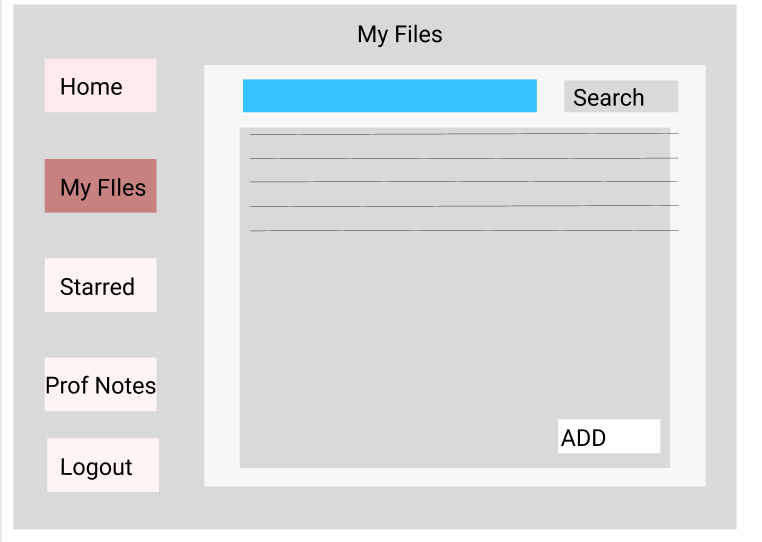 My Files
Home
Search
My FIles
Starred
Prof Notes
ADD
Logout